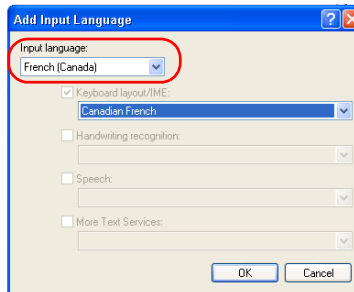 Add Input Language
Input language:
French (Canada)
Keyboard layout/IME:
Canadian French
Handwriting recognition:
Speech:
More Text Services:
OK Cancel